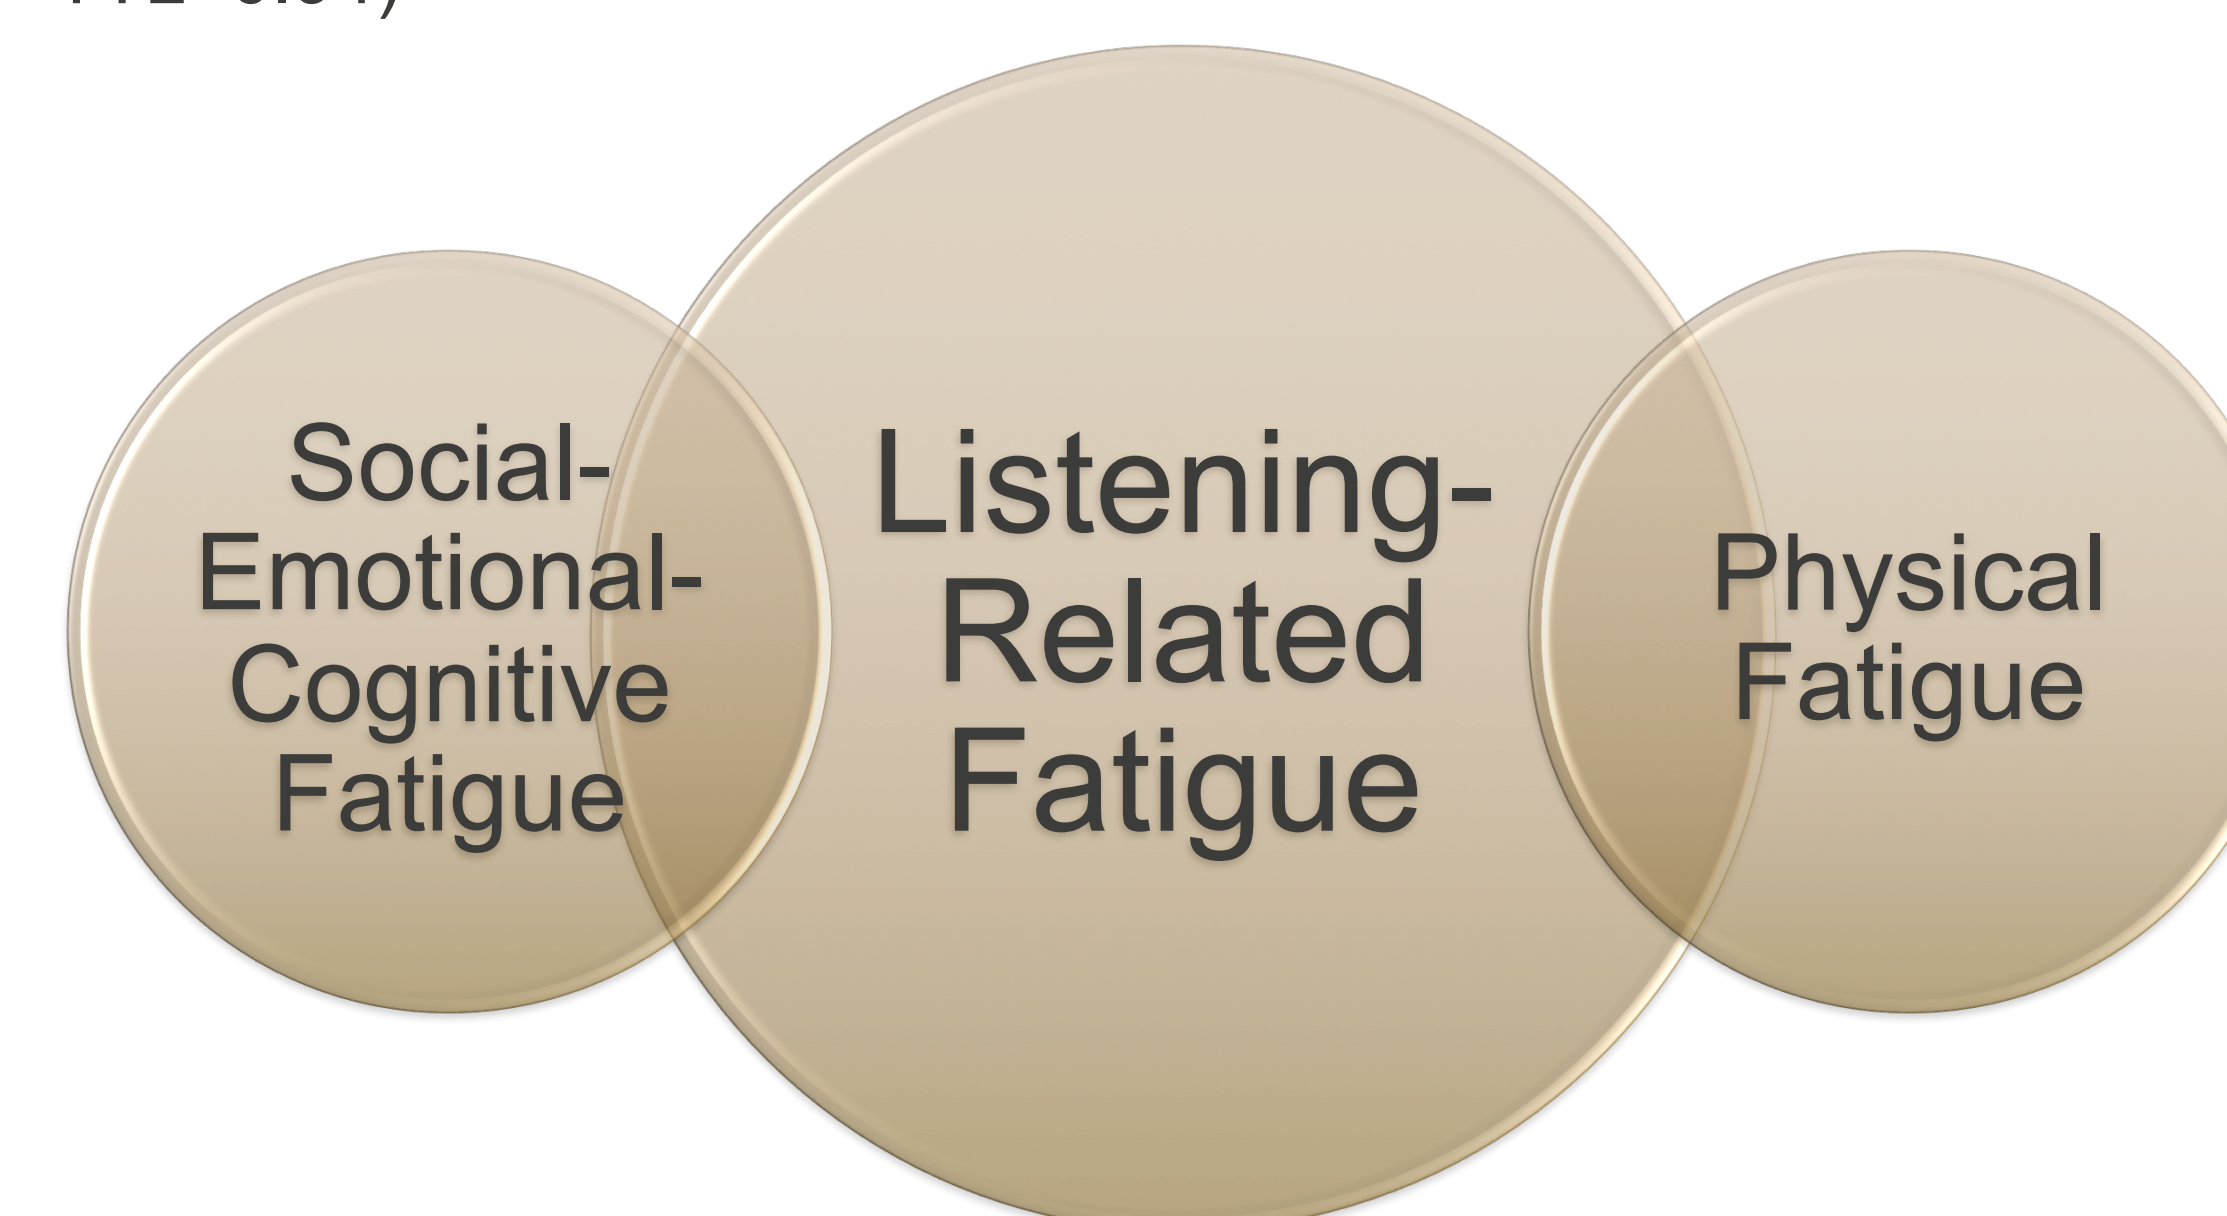 Social-
Emotional-
Cognitive
Fatigue
Listening-
Related
Fatigue
Physical
Fatigue